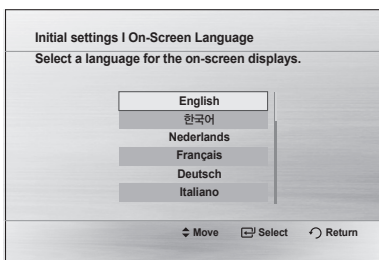 Initial settings I On-Screen Language
Select a language for the on-screen displays.
English
한국어
Nederlands
Français
Deutsch
Italiano
Move Select Return